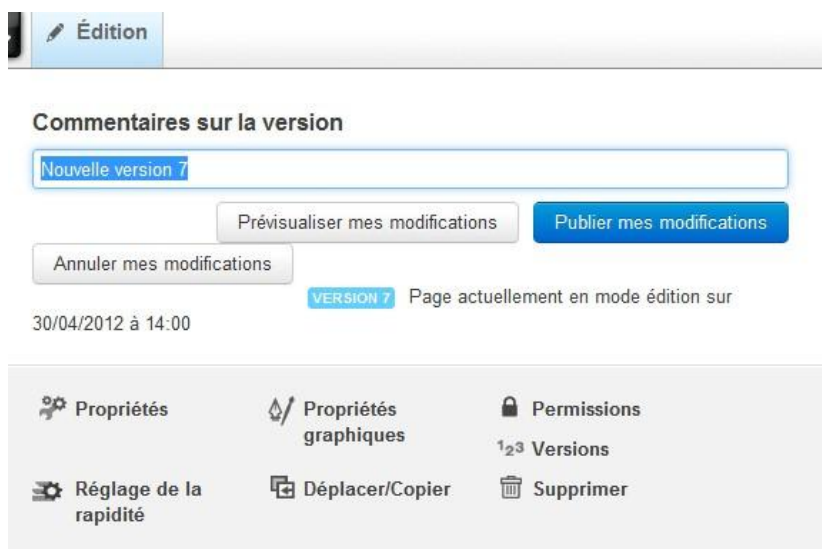 Édition
Commentaires sur la version
Nouvelle version 7
Prévisualiser mes modifications
Publier mes modifications
Annuler mes modifications
VERSION 7 Page actuellement en mode édition sur
30/04/2012 à 14:00
Propriétés
Propriétés
graphiques
Permissions
123 Versions
Réglage de la
rapidité
Déplacer/Copier
Supprimer